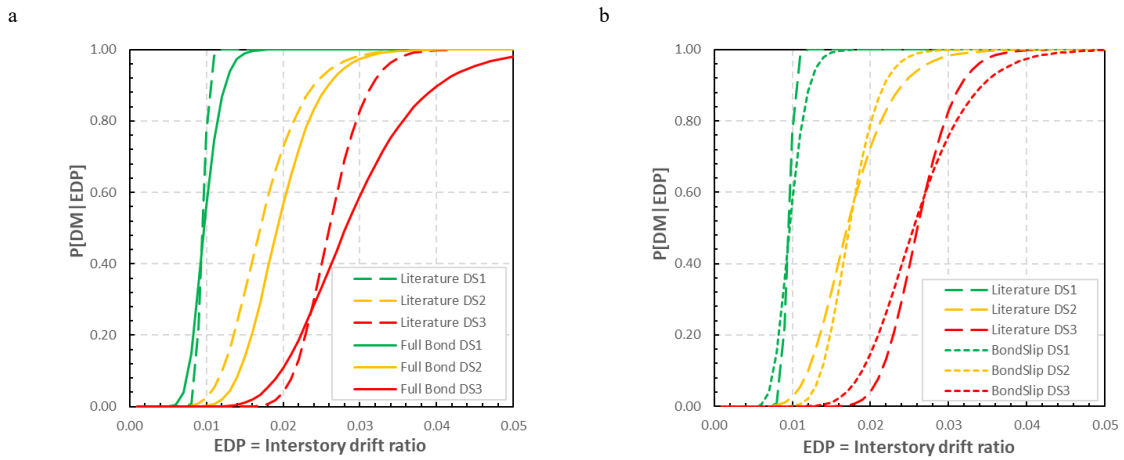 a
1.00
0.80
0.60
0.40
0.20
0.00
P[DM|EDP]
Literature DS1
Literature DS2
Literature DS3
Full Bond DS1
Full Bond DS2
Full Bond DS3
0.00 0.01 0.02 0.03 0.04 0.05
EDP = Interstory drift ratio
b
1.00
0.80
0.60
0.40
0.20
0.00
P[DM|EDP]
Literature DS1
Literature DS2
Literature DS3
BondSlip DS1
BondSlip DS2
BondSlip DS3
0.00 0.01 0.02 0.03 0.04 0.05
EDP = Interstory drift ratio